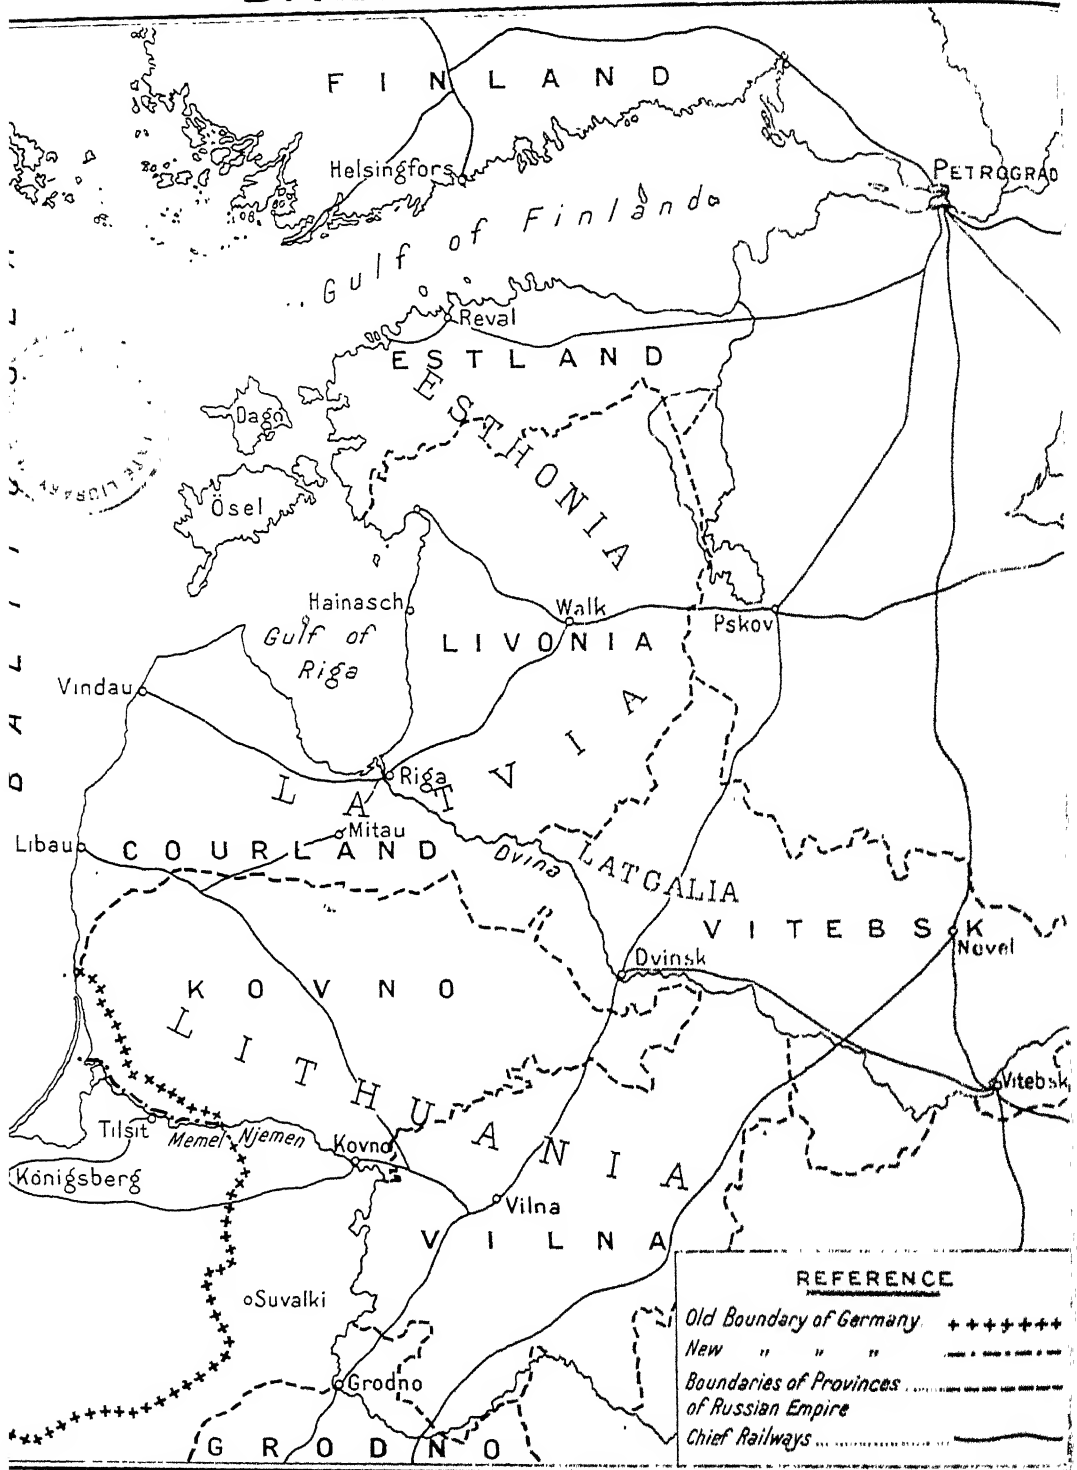 FINLAND
Helsingfors
PETROGRAD
Gulf of Finland
Reval
ESTLAND
ESTHONIA
Dago
Ösel
BALTIC
Hainasch
Gulf of
Riga
Walk
Pskov
LIVONIA
Vindau
Riga
LATVIA
Mitau
Libau
COURLAND
Dvina
LATGALIA
VITEBSK
Nevel
Dvinsk
KOVNO
LITHUANIA
Vitebsk
Tilsit
Memel
Njemen
Kovno
Königsberg
Vilna
VILNA
Suvalki
Grodno
GRODNO
REFERENCE
Old Boundary of Germany
New " " "
Boundaries of Provinces
of Russian Empire
Chief Railways